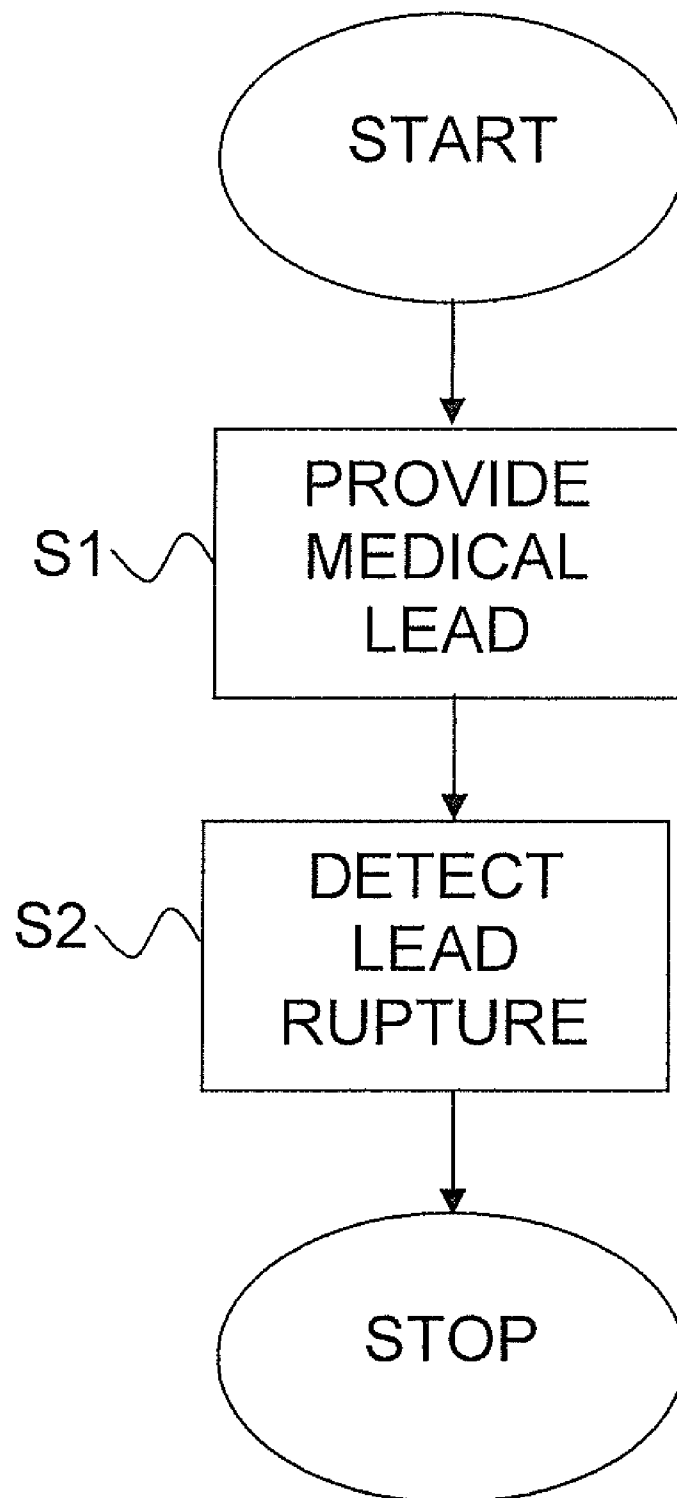 START
PROVIDE
MEDICAL
LEAD
S1
DETECT
LEAD
RUPTURE
S2
STOP